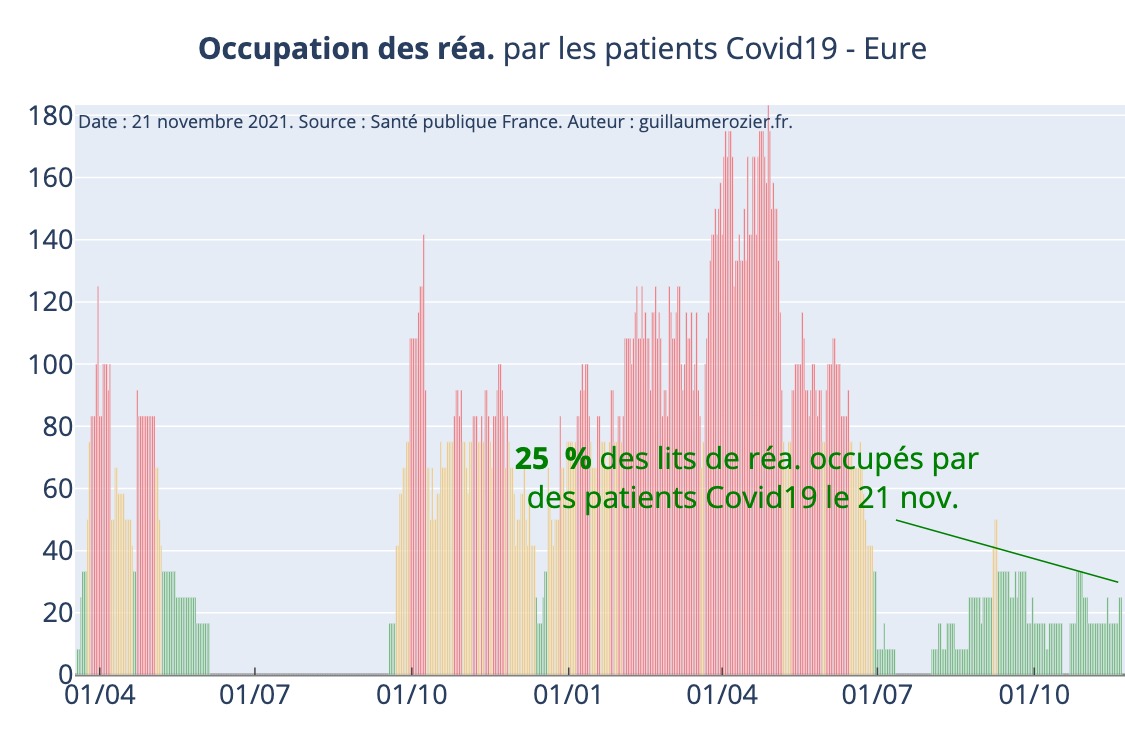 Occupation des réa. par les patients Covid19 - Eure
180
Date : 21 novembre 2021. Source : Santé publique France. Auteur : guillaumerozier.fr.
160
140
120
100
80
25 % des lits de réa. occupés par
60
des patients Covid19 le 21 nov.
40
20
0
01/04 01/07 01/10 01/01 01/04 01/07 01/10